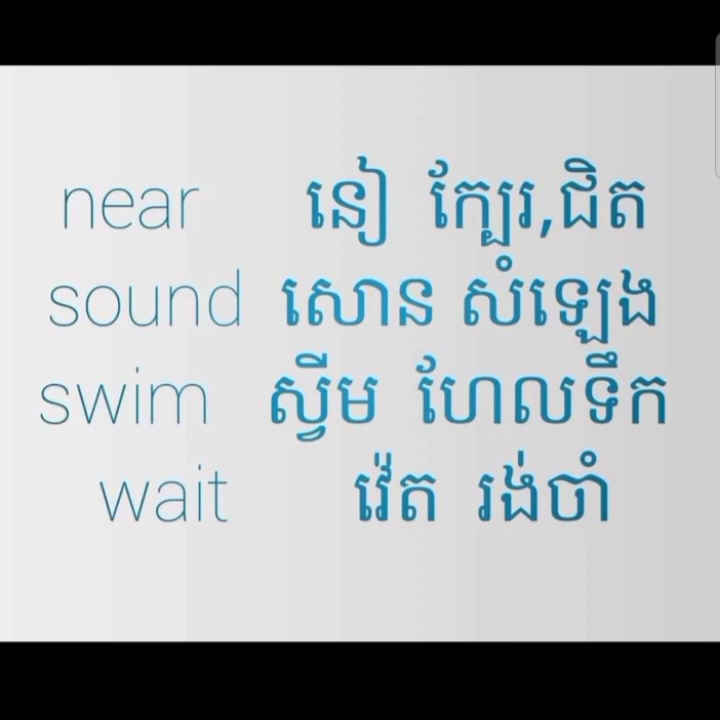 near នៀ ក្បែរ,ជិត
sound សោន សំឡេង
swim ស្វីម ហែលទឹក
wait វ៉េត រង់ចាំ